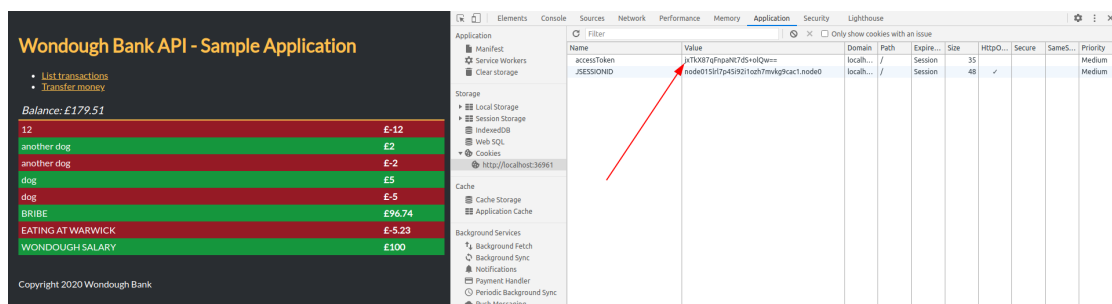 Wondough Bank API - Sample Application
List transactions
Transfer money
Balance: £179.51
12 £-12
another dog £2
another dog £-2
dog £5
dog £-5
BRIBE £96.74
EATING AT WARWICK £-5.23
WONDOUGH SALARY £100
Copyright 2020 Wondough Bank
Elements Console Sources Network Performance Memory Application Security Lighthouse
Application
Manifest
Service Workers
Clear storage
Storage
Local Storage
Session Storage
IndexedDB
Web SQL
Cookies
http://localhost:36961
Cache
Cache Storage
Application Cache
Background Services
Background Fetch
Background Sync
Notifications
Payment Handler
Periodic Background Sync
Push Messaging
Filter Only show cookies with an issue
Name Value Domain Path Expire... Size HttpO... Secure SameS... Priority
accessToken localh... / Session 35 Medium
JSESSIONID localh... / Session 48 ✓ Medium